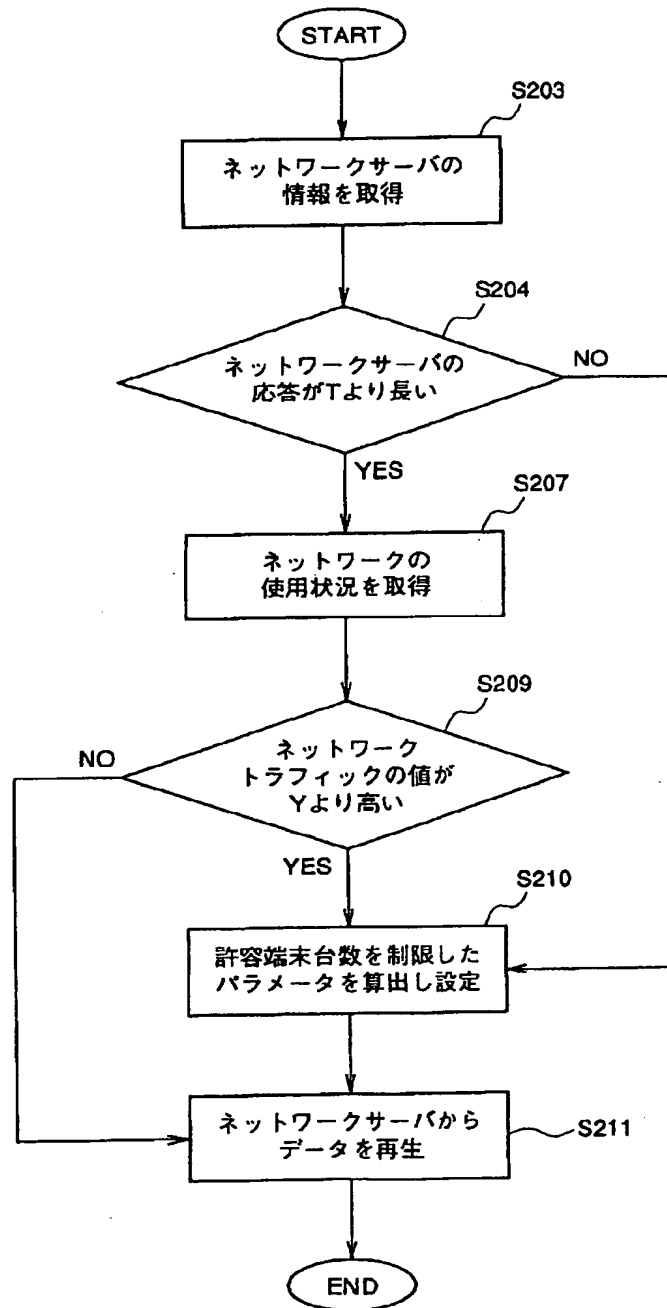 START
S203
ネットワークサーバの
情報を取得
S204
ネットワークサーバの
応答がTより長い
NO
YES
S207
ネットワークの
使用状況を取得
S209
NO
ネットワーク
トラフィックの値が
Yより高い
YES
S210
許容端末台数を制限した
パラメータを算出し設定
ネットワークサーバから
データを再生
S211
END